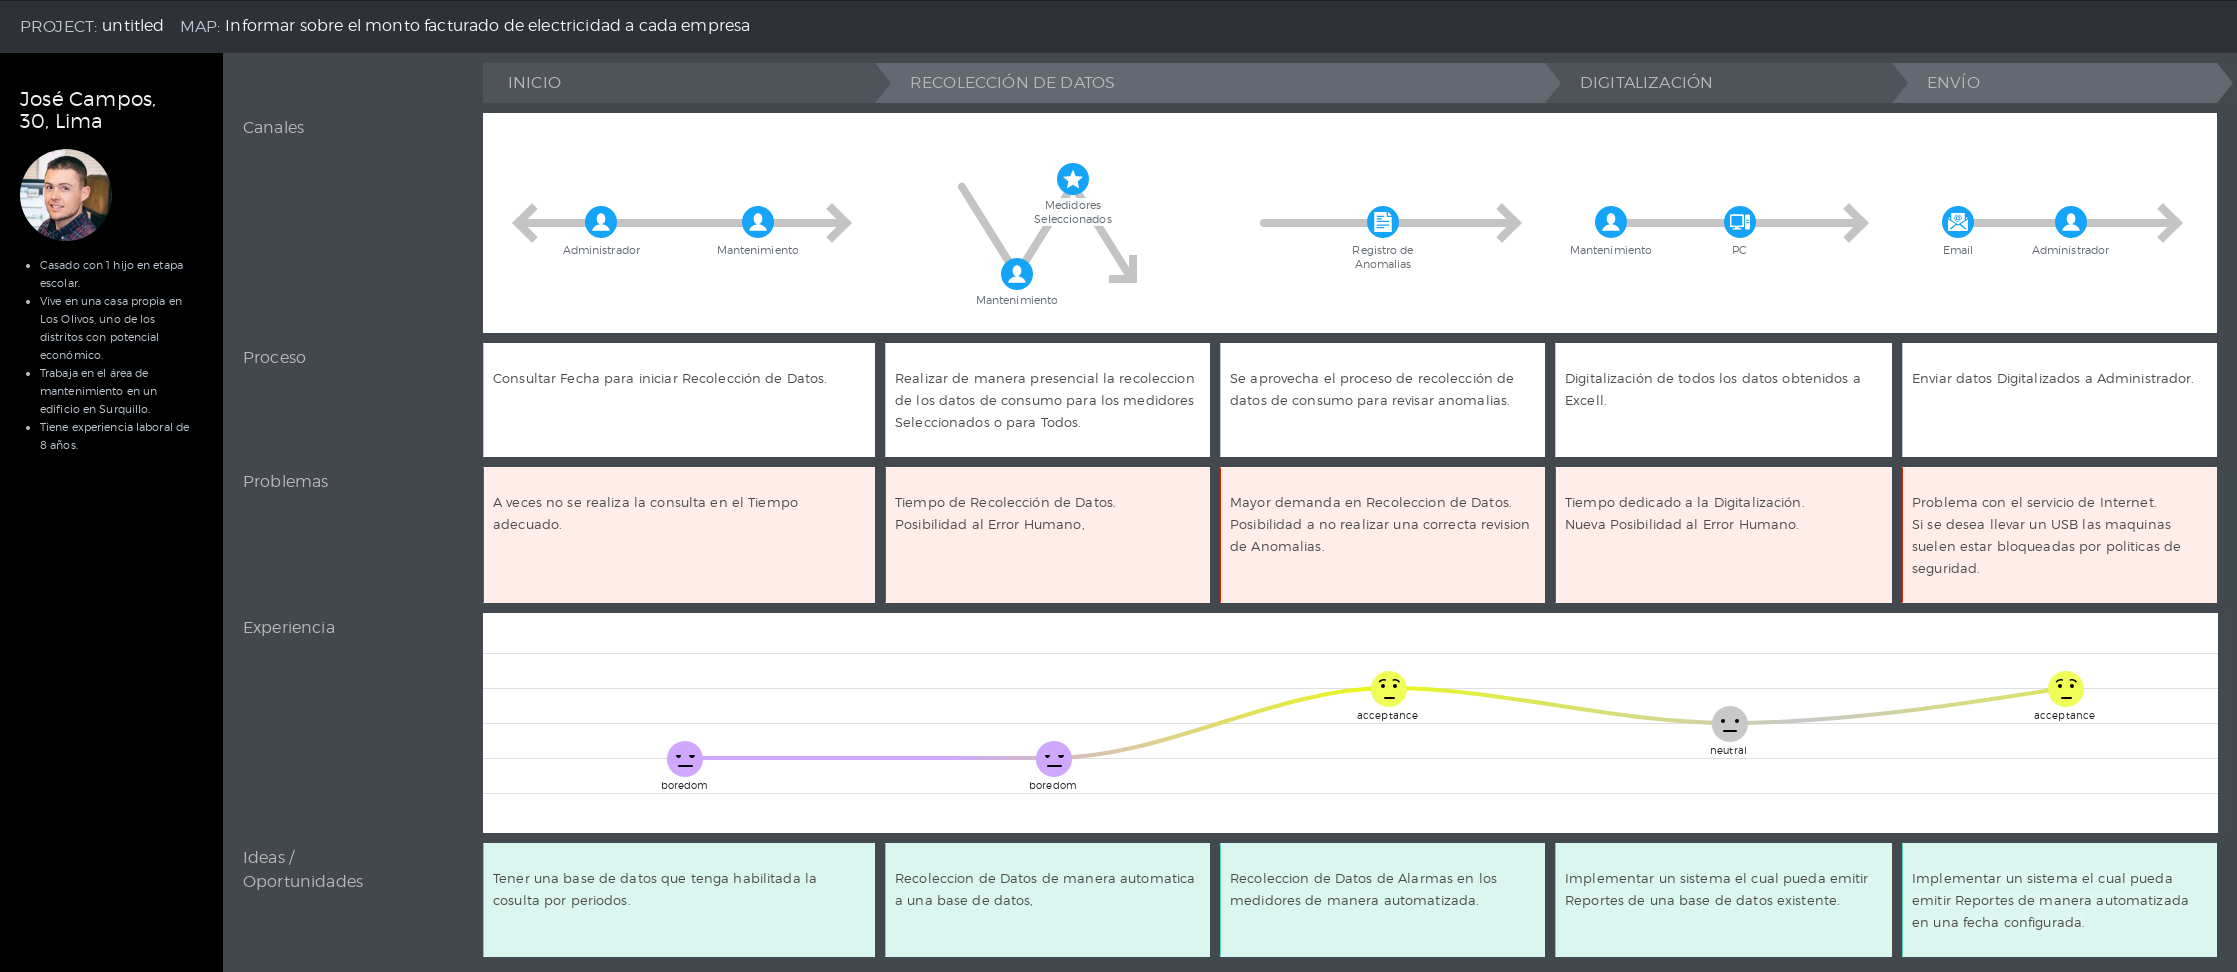 PROJECT: untitled MAP: Informar sobre el monto facturado de electricidad a cada empresa
José Campos,
30, Lima
Casado con 1 hijo en etapa
escolar.
Vive en una casa propia en
Los Olivos, uno de los
distritos con potencial
económico.
Trabaja en el área de
mantenimiento en un
edificio en Surquillo.
Tiene experiencia laboral de
8 años.
INICIO
RECOLECCIÓN DE DATOS
DIGITALIZACIÓN
ENVÍO
Canales
Administrador
Mantenimiento
Medidores
Seleccionados
Mantenimiento
Registro de
Anomalias
Mantenimiento
PC
Email
Administrador
Proceso
Consultar Fecha para iniciar Recolección de Datos.
Realizar de manera presencial la recoleccion
de los datos de consumo para los medidores
Seleccionados o para Todos.
Se aprovecha el proceso de recolección de
datos de consumo para revisar anomalias.
Digitalización de todos los datos obtenidos a
Excell.
Enviar datos Digitalizados a Administrador.
Problemas
A veces no se realiza la consulta en el Tiempo
adecuado.
Tiempo de Recolección de Datos.
Posibilidad al Error Humano,
Mayor demanda en Recoleccion de Datos.
Posibilidad a no realizar una correcta revision
de Anomalias.
Tiempo dedicado a la Digitalización.
Nueva Posibilidad al Error Humano.
Problema con el servicio de Internet.
Si se desea llevar un USB las maquinas
suelen estar bloqueadas por politicas de
seguridad.
Experiencia
boredom
boredom
acceptance
neutral
acceptance
Ideas /
Oportunidades
Tener una base de datos que tenga habilitada la
cosulta por periodos.
Recoleccion de Datos de manera automatica
a una base de datos,
Recoleccion de Datos de Alarmas en los
medidores de manera automatizada.
Implementar un sistema el cual pueda emitir
Reportes de una base de datos existente.
Implementar un sistema el cual pueda
emitir Reportes de manera automatizada
en una fecha configurada.